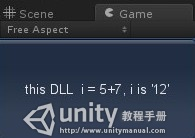 Scene Game
Free Aspect
this DLL i = 5+7, i is '12'
unity 教程手册
http://www.unitymanual.com